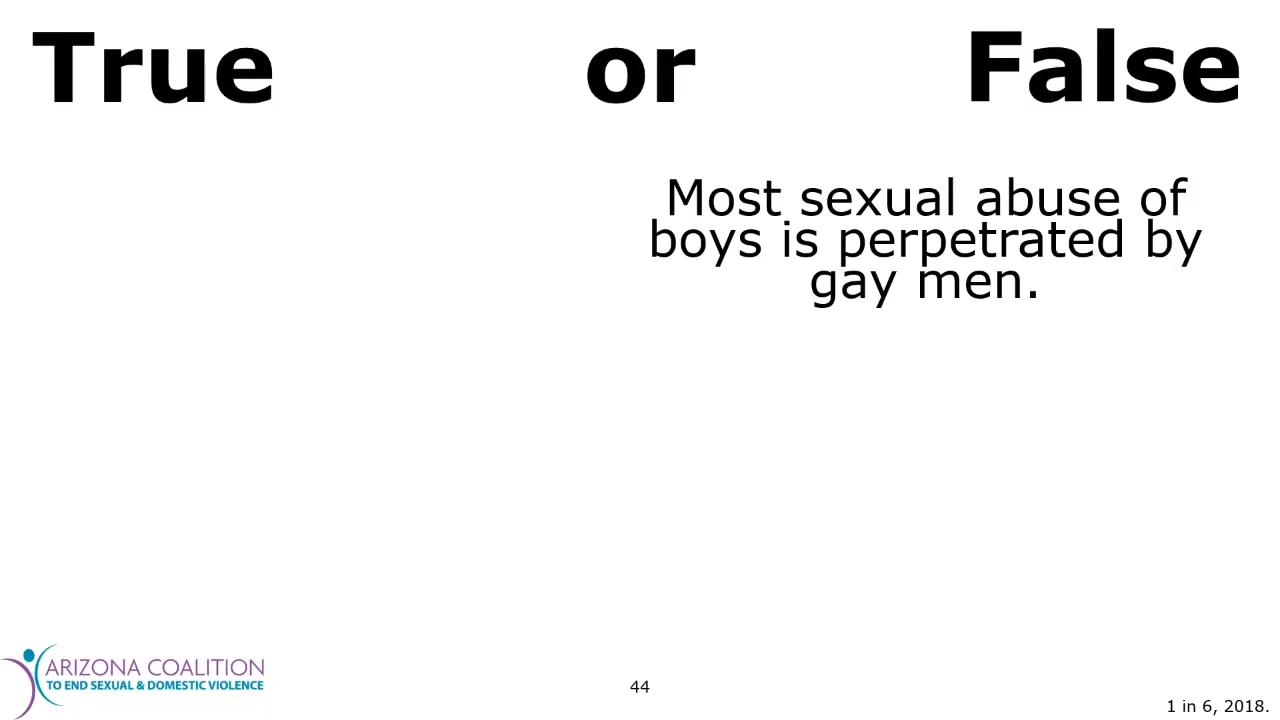 True or False
Most sexual abuse of
boys is perpetrated by
gay men.
ARIZONA COALITION
TO END SEXUAL & DOMESTIC VIOLENCE
44
1 in 6, 2018.